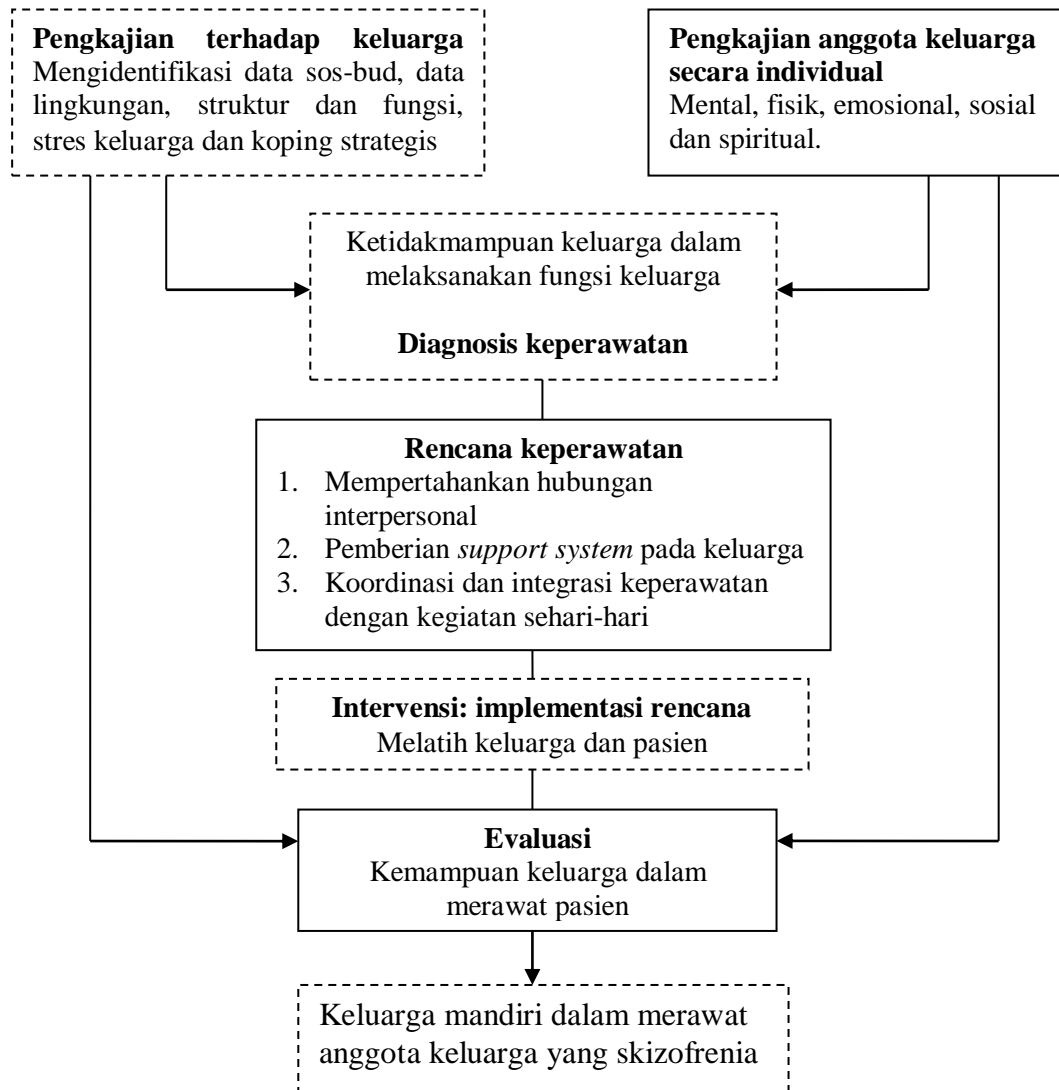 Pengkajian terhadap keluarga
Mengidentifikasi data sos-bud, data
lingkungan, struktur dan fungsi,
stres keluarga dan koping strategis
Pengkajian anggota keluarga
secara individual
Mental, fisik, emosional, sosial
dan spiritual.
Ketidakmampuan keluarga dalam
melaksanakan fungsi keluarga
Diagnosis keperawatan
Rencana keperawatan
1. Mempertahankan hubungan
interpersonal
2. Pemberian support system pada keluarga
3. Koordinasi dan integrasi keperawatan
dengan kegiatan sehari-hari
Intervensi: implementasi rencana
Melatih keluarga dan pasien
Evaluasi
Kemampuan keluarga dalam
merawat pasien
Keluarga mandiri dalam merawat
anggota keluarga yang skizofrenia